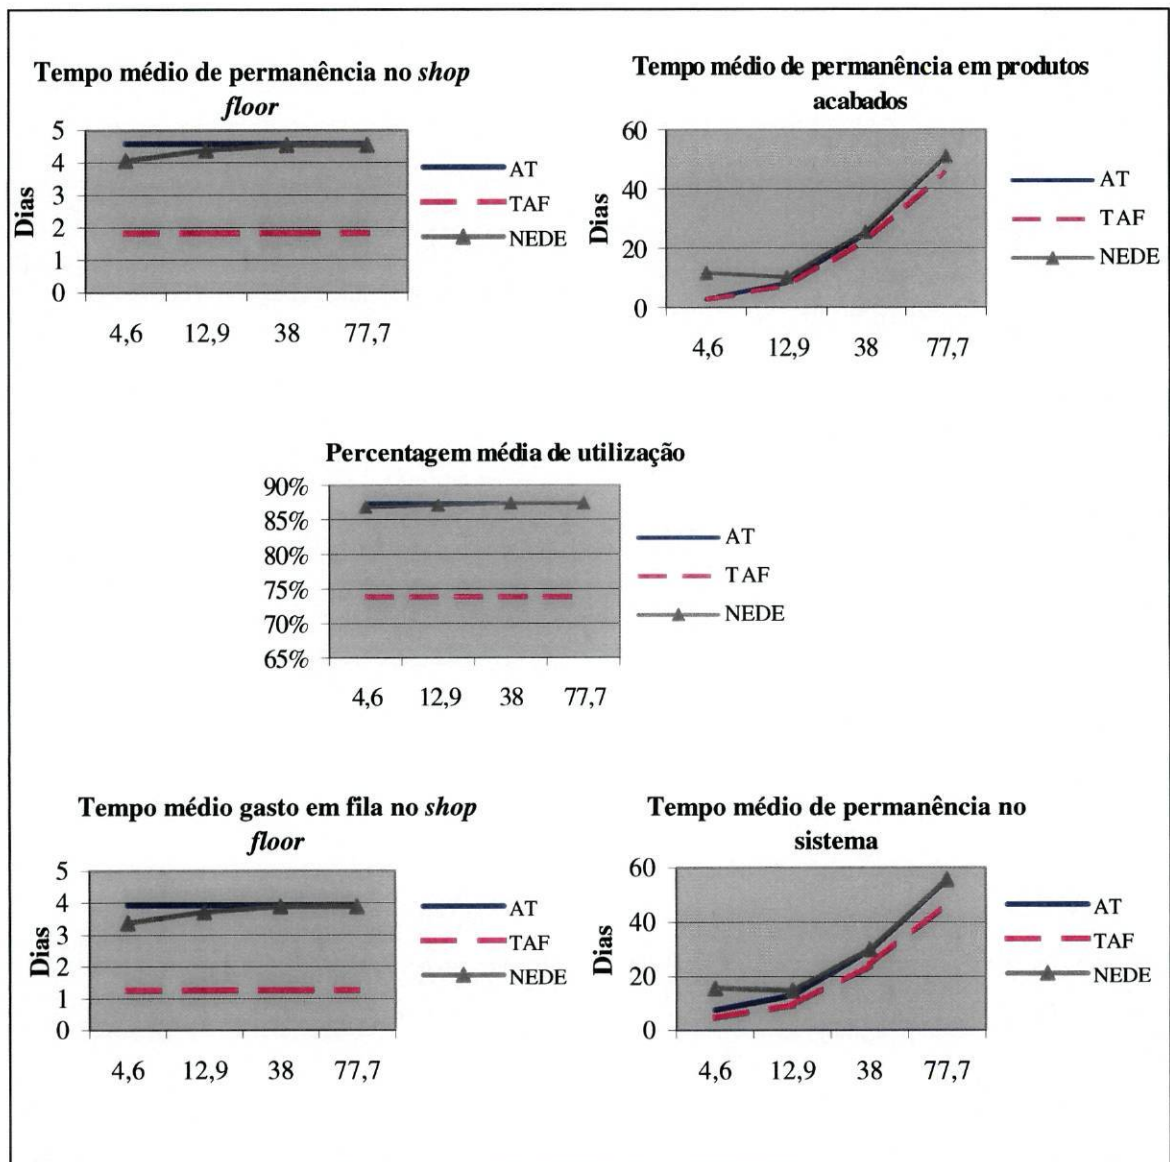 Tempo médio de permanência no shop
floor
Dias
5
4
3
2
1
0
4,6 12,9 38 77,7
AT
TAF
NEDE
Tempo médio de permanência em produtos
acabados
Dias
60
40
20
0
4,6 12,9 38 77,7
AT
TAF
NEDE
Percentagem média de utilização
90%
85%
80%
75%
70%
65%
4,6 12,9 38 77,7
AT
TAF
NEDE
Tempo médio gasto em fila no shop
floor
Dias
5
4
3
2
1
0
4,6 12,9 38 77,7
AT
TAF
NEDE
Tempo médio de permanência no
sistema
Dias
60
40
20
0
4,6 12,9 38 77,7
AT
TAF
NEDE